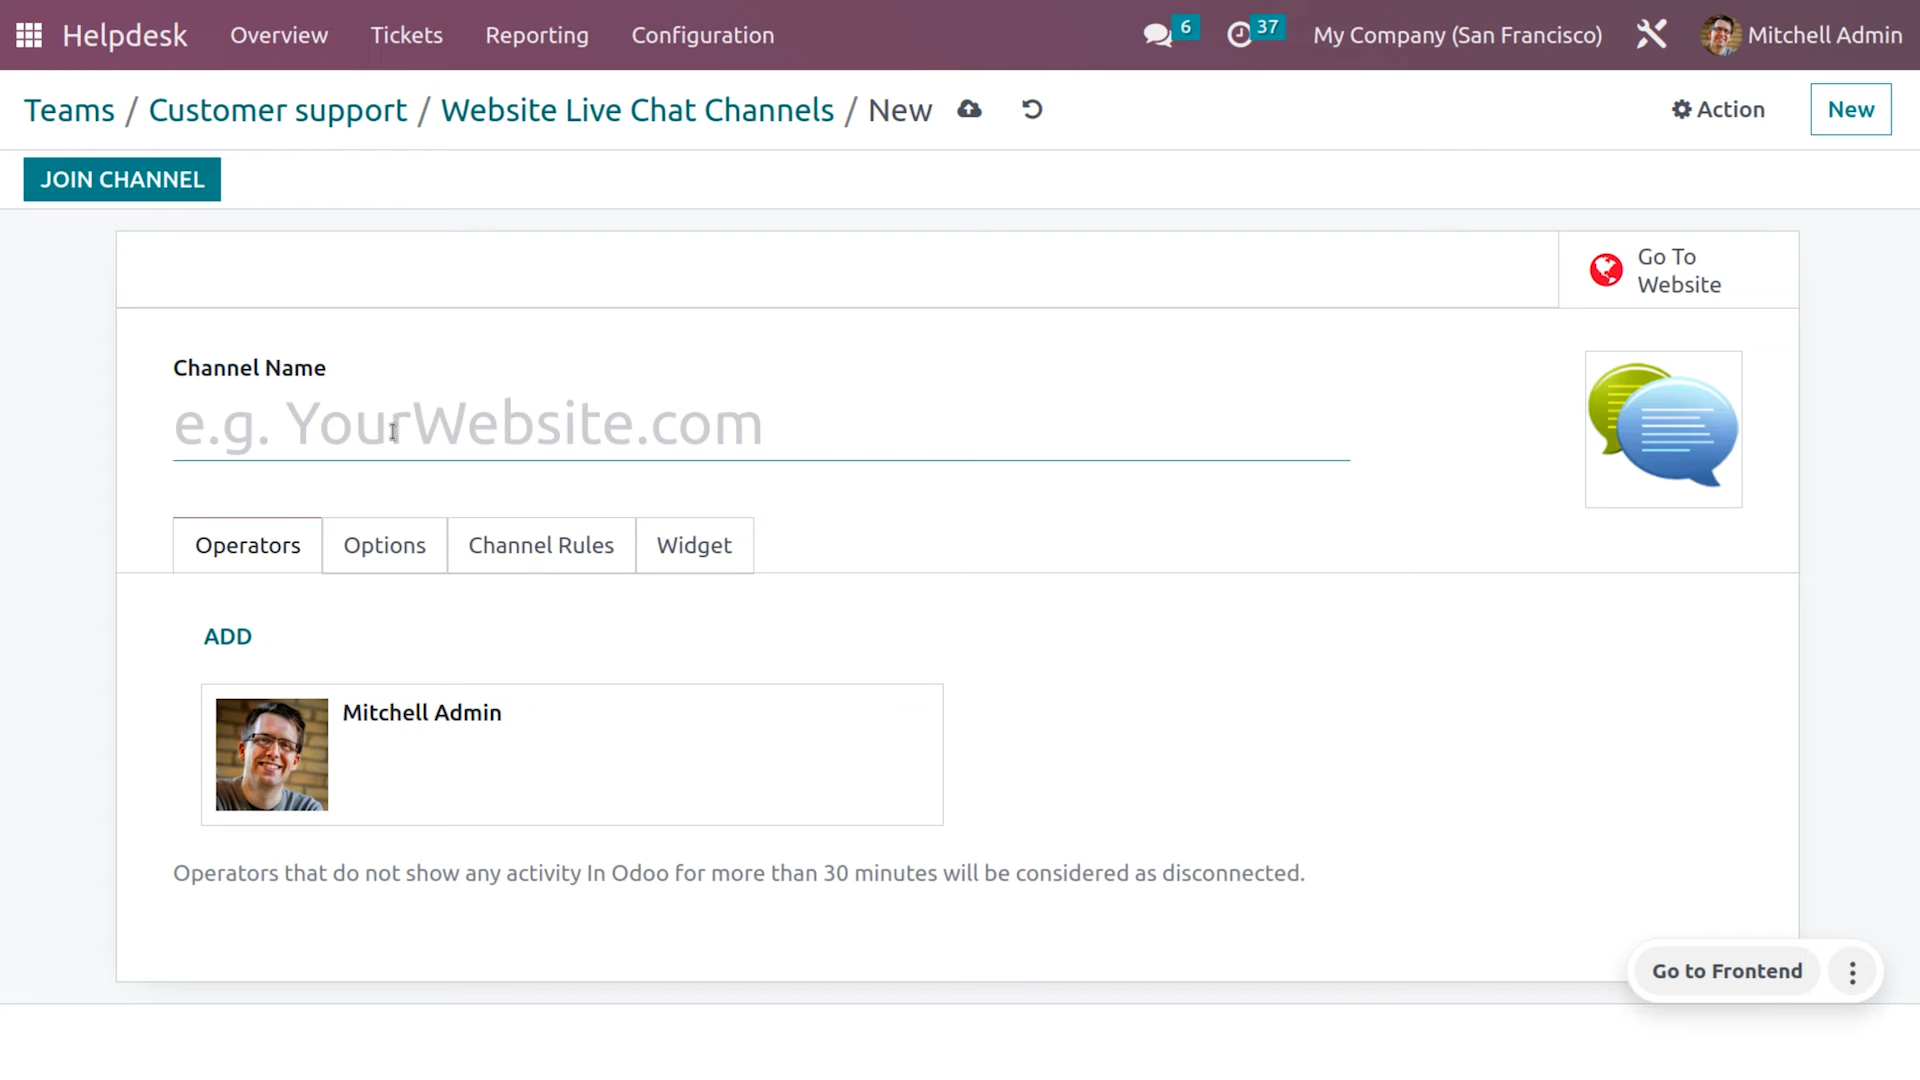 Helpdesk Overview Tickets Reporting Configuration 6 37 My Company (San Francisco) Mitchell Admin
Teams / Customer support / Website Live Chat Channels / New Action New
JOIN CHANNEL
Go To
Website
Channel Name
e.g. YourWebsite.com
Operators Options Channel Rules Widget
ADD
Mitchell Admin
Operators that do not show any activity In Odoo for more than 30 minutes will be considered as disconnected.
Go to Frontend